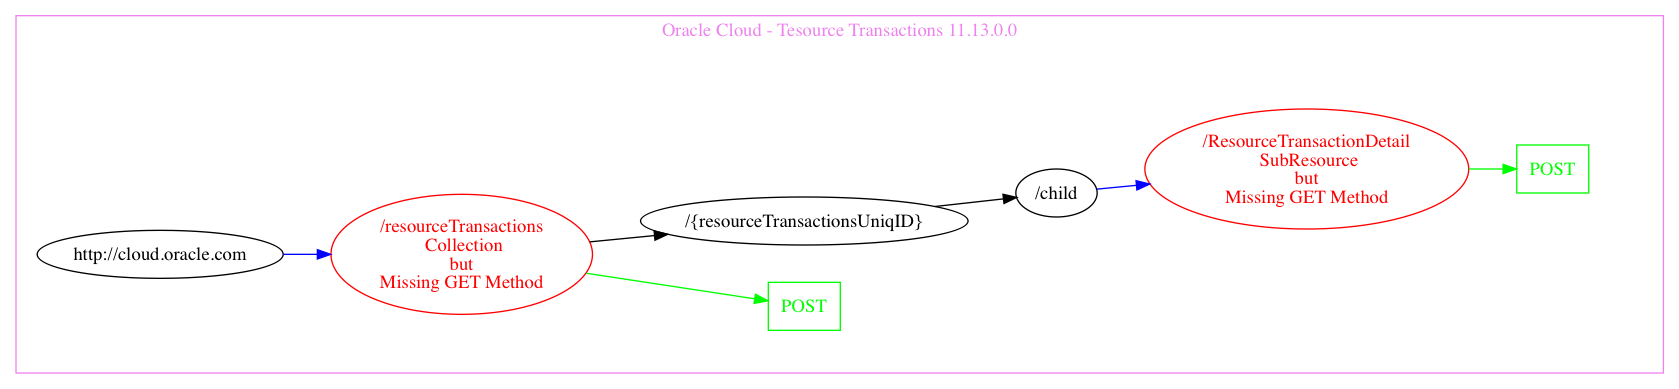 Oracle Cloud - Tesource Transactions 11.13.0.0
http://cloud.oracle.com
/resourceTransactions
Collection
but
Missing GET Method
POST
/{resourceTransactionsUniqID}
/child
/ResourceTransactionDetail
SubResource
but
Missing GET Method
POST